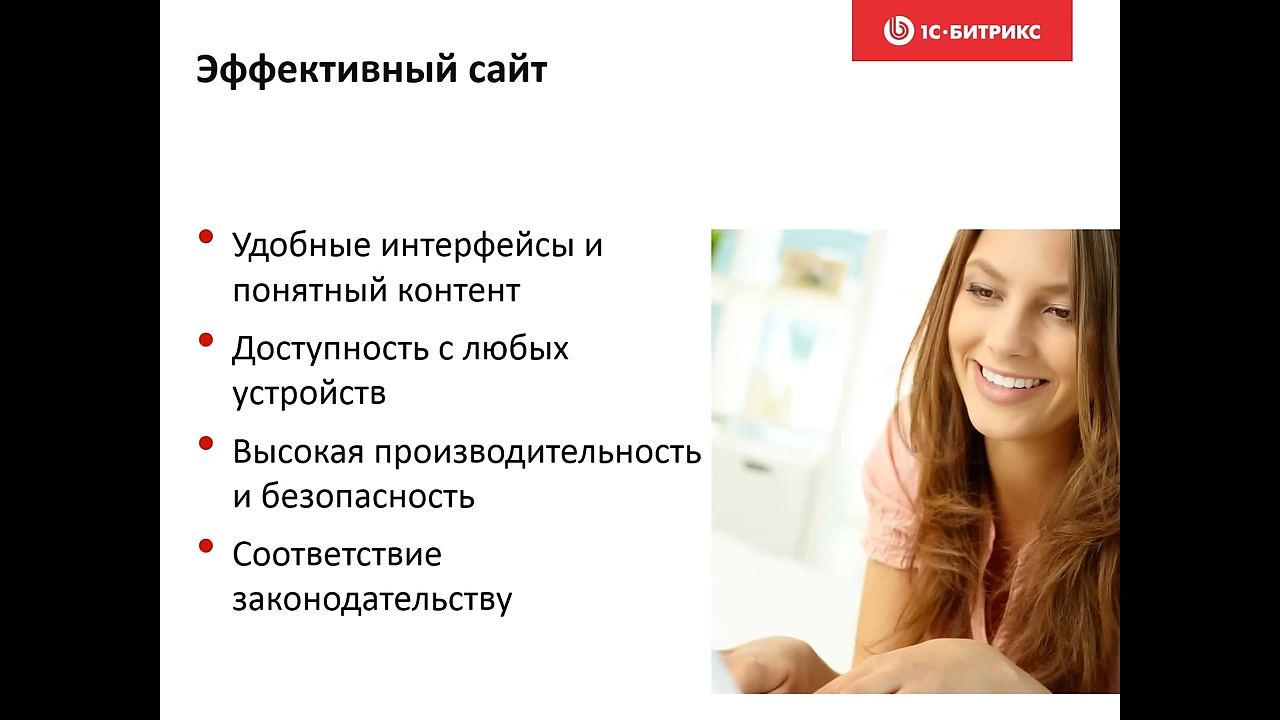 1С·БИТРИКС
Эффективный сайт
Удобные интерфейсы и
понятный контент
Доступность с любых
устройств
Высокая производительность
и безопасность
Соответствие
законодательству